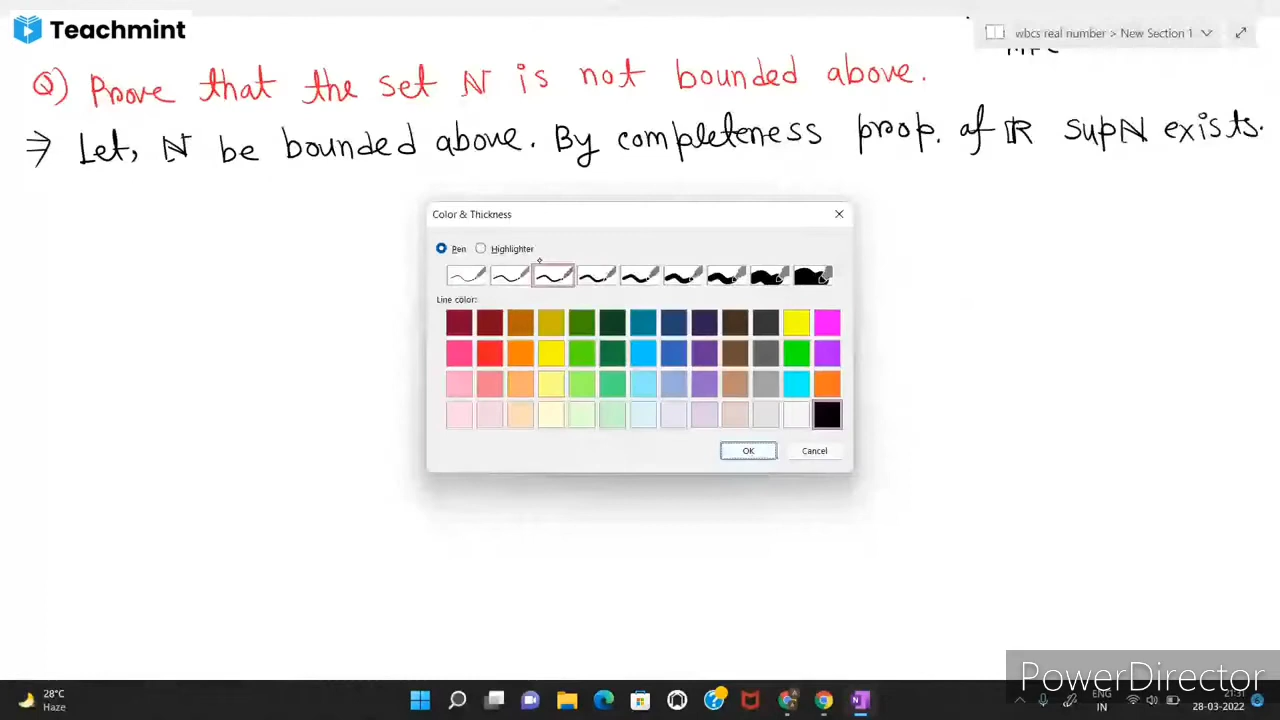 Teachmint
wbcs real number > New Section 1
Q) Prove that the set ℕ is not bounded above.
⇒ Let, ℕ be bounded above. By completeness prop. of ℝ supℕ exists.
Color & Thickness
Pen Highlighter
Line color:
OK Cancel
PowerDirector
28°C
Haze
ENG
IN
21:31
28-03-2022